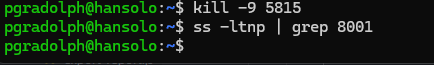 pgradolph@hansolo:~$ kill -9 5815
pgradolph@hansolo:~$ ss -ltnp | grep 8001
pgradolph@hansolo:~$